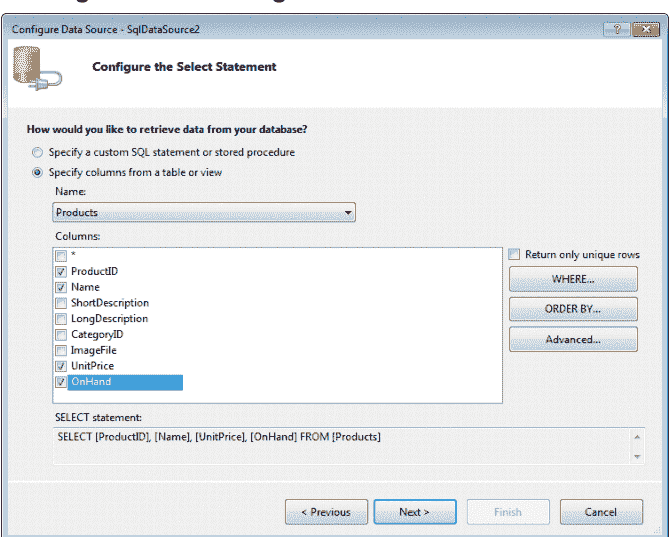 Configure Data Source - SqlDataSource2
Configure the Select Statement
How would you like to retrieve data from your database?
Specify a custom SQL statement or stored procedure
Specify columns from a table or view
Name:
Products
Columns:
*
Return only unique rows
ProductID
WHERE...
Name
ShortDescription
ORDER BY...
LongDescription
CategoryID
Advanced...
ImageFile
UnitPrice
OnHand
SELECT statement:
SELECT [ProductID], [Name], [UnitPrice], [OnHand] FROM [Products]
< Previous
Next >
Finish
Cancel